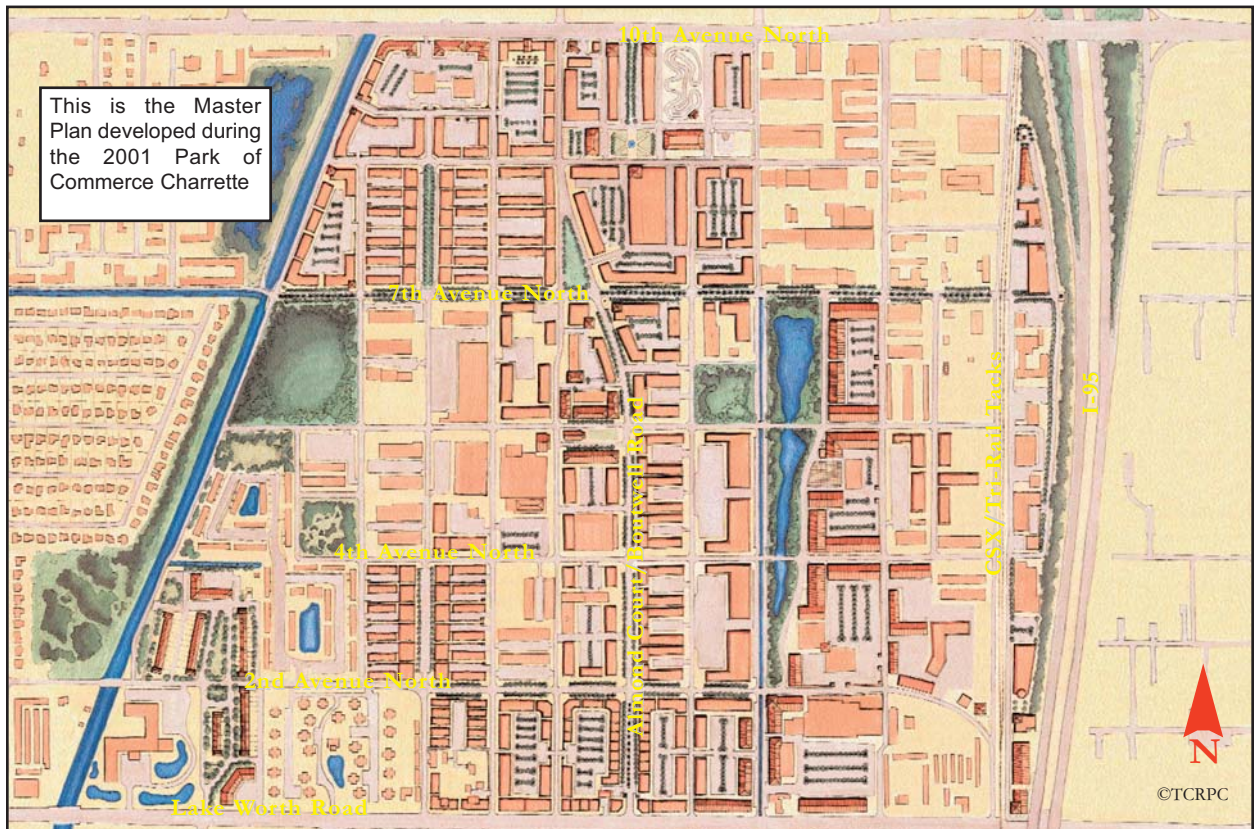 10th Avenue North
This is the Master
Plan developed during
the 2001 Park of
Commerce Charrette
7th Avenue North
Almond Court/Boutwell Road
CSX/Tri-Rail Tacks
I-95
4th Avenue North
2nd Avenue North
Lake Worth Road
N
©TCRPC